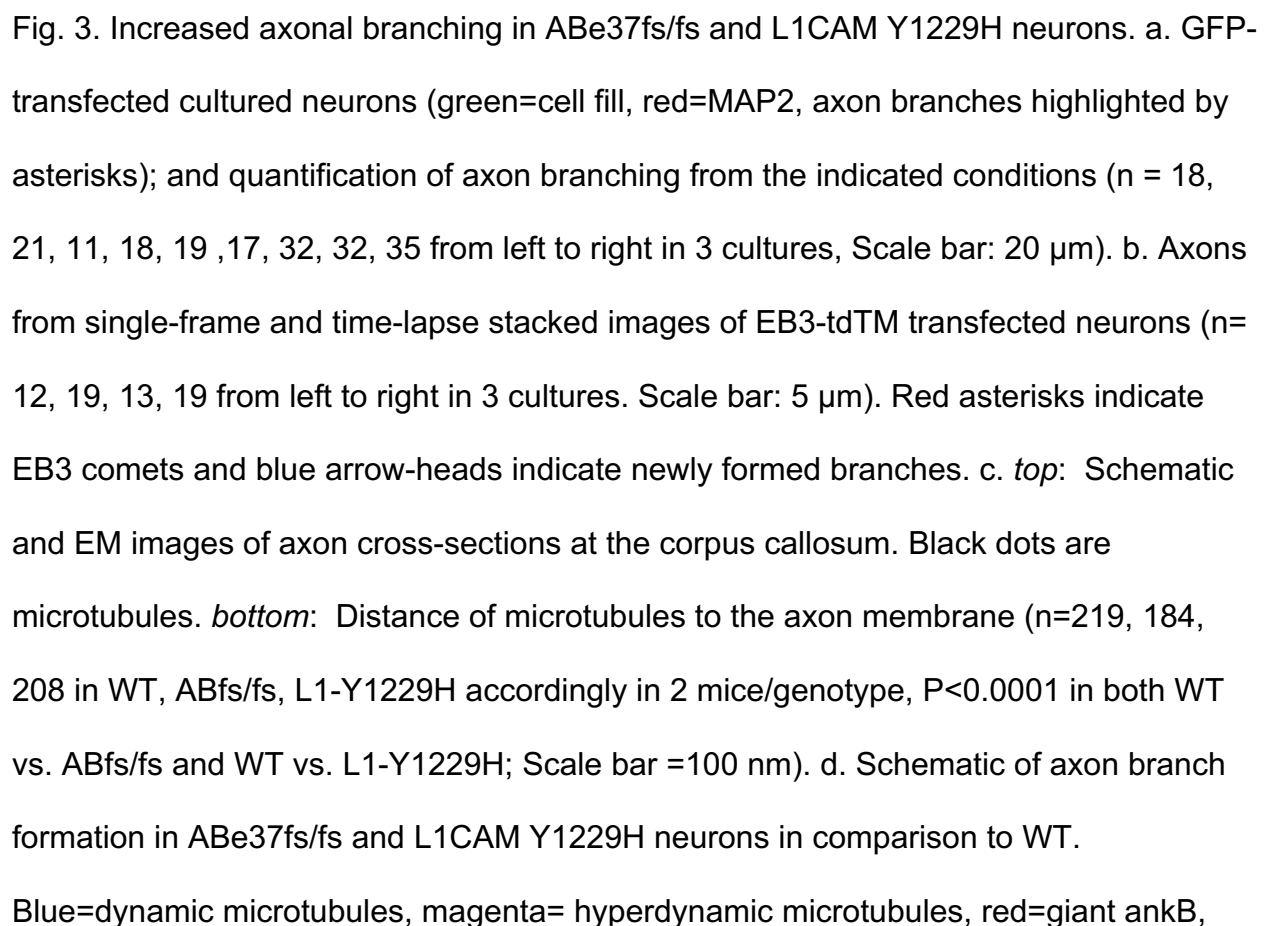 Fig. 3. Increased axonal branching in ABe37fs/fs and L1CAM Y1229H neurons. a. GFP-
transfected cultured neurons (green=cell fill, red=MAP2, axon branches highlighted by
asterisks); and quantification of axon branching from the indicated conditions (n = 18,
21, 11, 18, 19 ,17, 32, 32, 35 from left to right in 3 cultures, Scale bar: 20 μm). b. Axons
from single-frame and time-lapse stacked images of EB3-tdTM transfected neurons (n=
12, 19, 13, 19 from left to right in 3 cultures. Scale bar: 5 μm). Red asterisks indicate
EB3 comets and blue arrow-heads indicate newly formed branches. c. top:  Schematic
and EM images of axon cross-sections at the corpus callosum. Black dots are
microtubules. bottom:  Distance of microtubules to the axon membrane (n=219, 184,
208 in WT, ABfs/fs, L1-Y1229H accordingly in 2 mice/genotype, P<0.0001 in both WT
vs. ABfs/fs and WT vs. L1-Y1229H; Scale bar =100 nm). d. Schematic of axon branch
formation in ABe37fs/fs and L1CAM Y1229H neurons in comparison to WT.
Blue=dynamic microtubules, magenta= hyperdynamic microtubules, red=giant ankB,